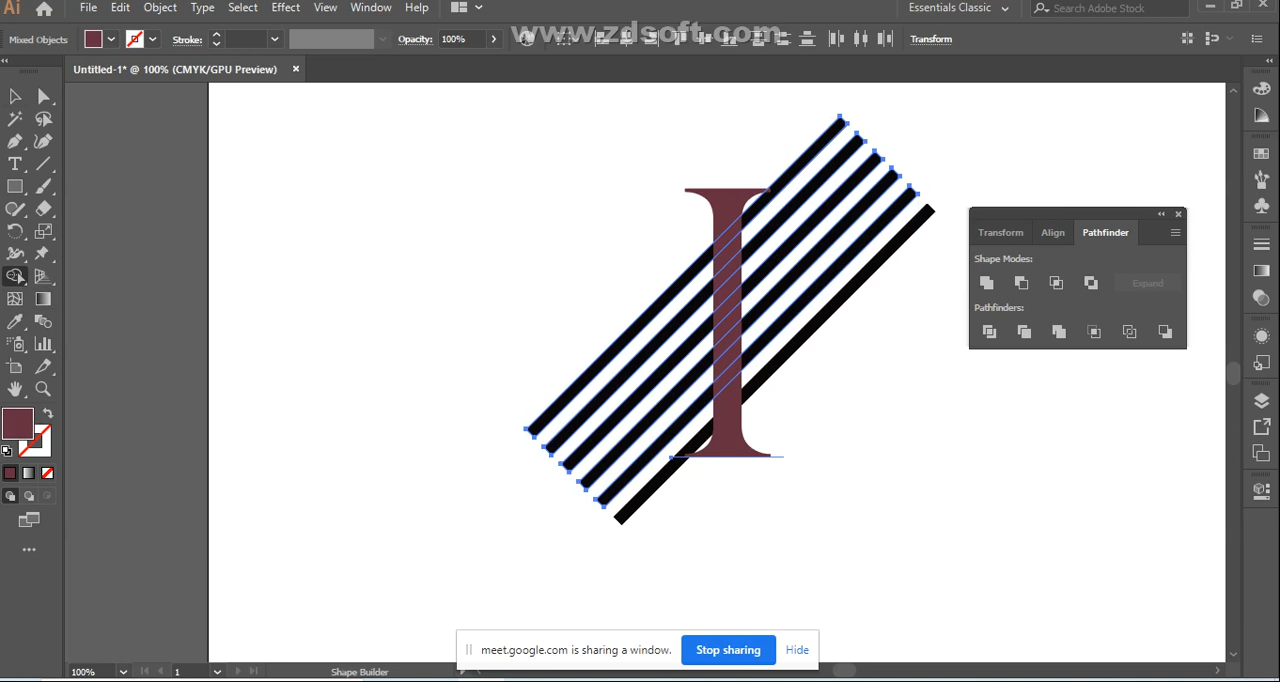 Ai File Edit Object Type Select Effect View Window Help Essentials Classic Search Adobe Stock
Mixed Objects Stroke: Opacity: 100% Transform
www.zdsoft.com
Untitled-1* @ 100% (CMYK/GPU Preview) ×
I
Transform Align Pathfinder
Shape Modes:
Expand
Pathfinders:
meet.google.com is sharing a window. Stop sharing Hide
100% 1 Shape Builder